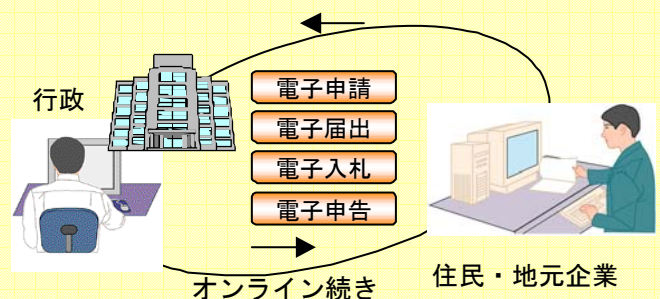 行政
電子申請
電子届出
電子入札
電子申告
オンライン続き
住民・地元企業